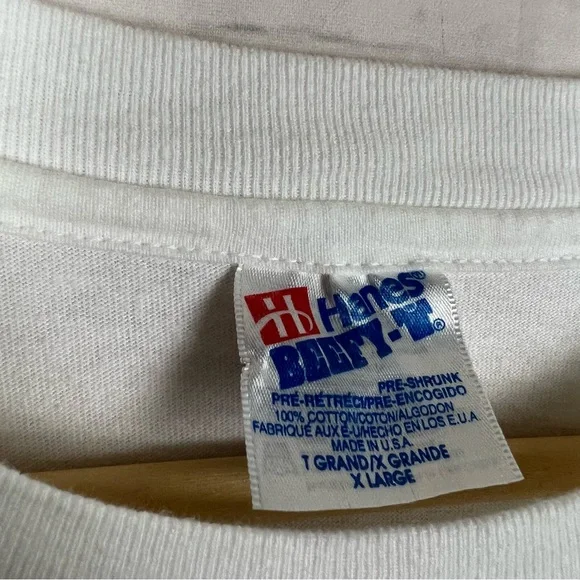 H Hanes®
BEEFY-T®
PRE-SHRUNK
PRÉ-RÉTRÉCI/PRE-ENCOGIDO
100% COTTON/COTON/ALGODON
FABRIQUÉ AUX É-U/HECHO EN LOS E.U.A.
MADE IN U.S.A.
T GRAND/X GRANDE
X LARGE